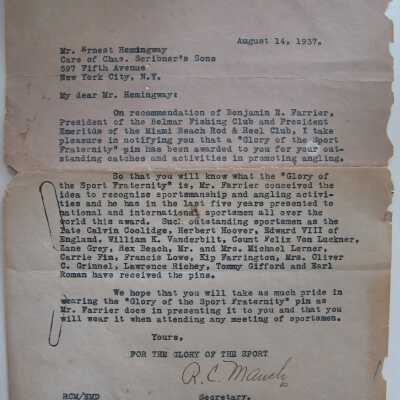 August 14, 1937.
Mr. Ernest Hemingway
Care of Chas. Scribner's Sons
597 Fifth Avenue
New York City, N.Y.
My dear Mr. Hemingway:
On recommendation of Benjamin E. Farrier,
President of the Belmar Fishing Club and President
Emeritus of the Miami Beach Rod & Reel Club, I take
pleasure in notifying you that a "Glory of the Sport
Fraternity" pin has been awarded to you for your out-
standing catches and activities in promoting angling.
So that you will know what the "Glory of
the Sport Fraternity" is, Mr. Farrier conceived the
idea to recognize sportsmanship and angling activi-
ties and he has in the last five years presented to
national and international sportsmen all over the
world this award. Such outstanding sportsmen as the
late Calvin Coolidge, Herbert Hoover, Edward VIII of
England, William K. Vanderbilt, Count Felix Von Luckner,
Zane Grey, Rex Beach, Mr. and Mrs. Michael Lerner,
Carrie Fin, Francis Lowe, Kip Farrington, Mrs. Oliver
C. Grinnel, Lawrence Richey, Tommy Gifford and Earl
Roman have received the pins.
We hope that you will take as much pride in
wearing the "Glory of the Sport Fraternity" pin as
Mr. Farrier does in presenting it to you and that you
will wear it when attending any meeting of sportsmen.
Yours,
FOR THE GLORY OF THE SPORT
R. C. Mauch
RCM/EMD Secretary.